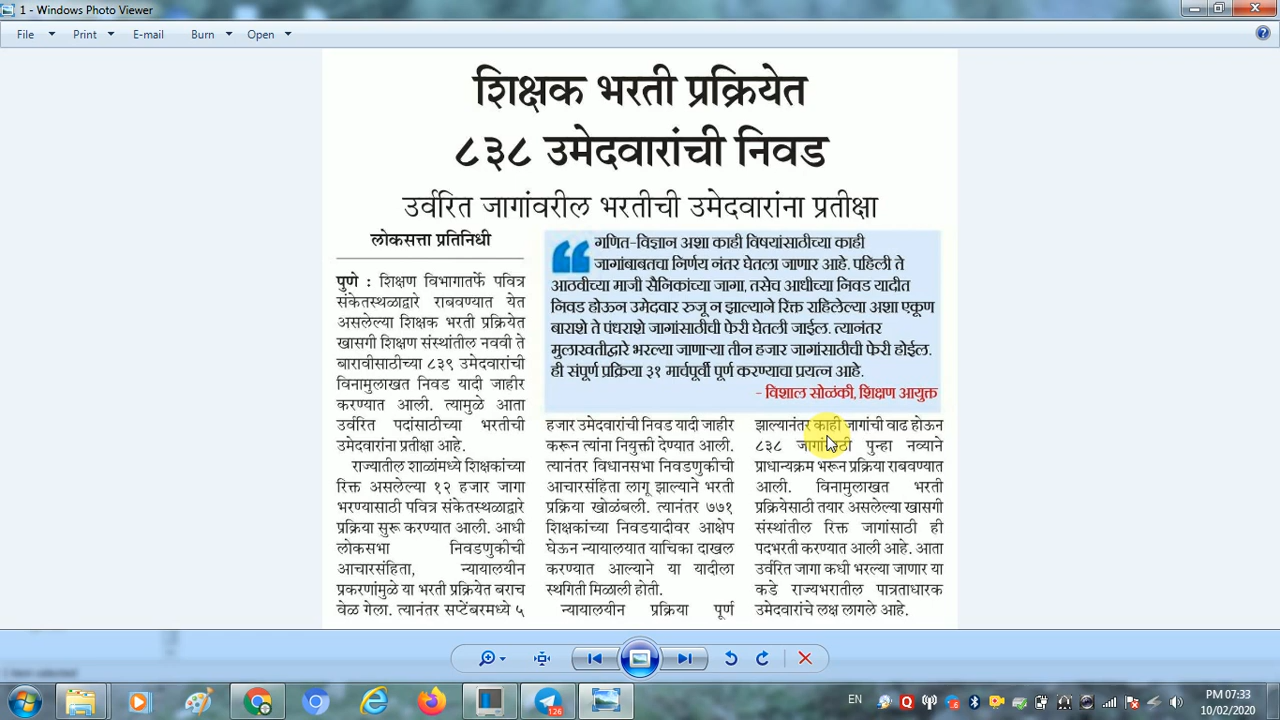 1 - Windows Photo Viewer
File Print E-mail Burn Open
शिक्षक भरती प्रक्रियेत
८३८ उमेदवारांची निवड
उर्वरित जागांवरील भरतीची उमेदवारांना प्रतीक्षा
लोकसत्ता प्रतिनिधी
पुणे : शिक्षण विभागातर्फे पवित्र
संकेतस्थळाद्वारे राबवण्यात येत
असलेल्या शिक्षक भरती प्रक्रियेत
खासगी शिक्षण संस्थांतील नववी ते
बारावीसाठीच्या ८३९ उमेदवारांची
विनामुलाखत निवड यादी जाहीर
करण्यात आली. त्यामुळे आता
उर्वरित पदांसाठीच्या भरतीची
उमेदवारांना प्रतीक्षा आहे.
राज्यातील शाळांमध्ये शिक्षकांच्या
रिक्त असलेल्या १२ हजार जागा
भरण्यासाठी पवित्र संकेतस्थळाद्वारे
प्रक्रिया सुरू करण्यात आली. आधी
लोकसभा निवडणुकीची
आचारसंहिता, न्यायालयीन
प्रकरणांमुळे या भरती प्रक्रियेत बराच
वेळ गेला. त्यानंतर सप्टेंबरमध्ये ५
❝ गणित-विज्ञान अशा काही विषयांसाठीच्या काही
जागांबाबतचा निर्णय नंतर घेतला जाणार आहे. पहिली ते
आठवीच्या माजी सैनिकांच्या जागा, तसेच आधीच्या निवड यादीत
निवड होऊन उमेदवार रुजू न झाल्याने रिक्त राहिलेल्या अशा एकूण
बाराशे ते पंधराशे जागांसाठीची फेरी घेतली जाईल. त्यानंतर
मुलाखतीद्वारे भरल्या जाणाऱ्या तीन हजार जागांसाठीची फेरी होईल.
ही संपूर्ण प्रक्रिया ३१ मार्चपूर्वी पूर्ण करण्याचा प्रयत्न आहे.
- विशाल सोळंकी, शिक्षण आयुक्त
हजार उमेदवारांची निवड यादी जाहीर
करून त्यांना नियुक्ती देण्यात आली.
त्यानंतर विधानसभा निवडणुकीची
आचारसंहिता लागू झाल्याने भरती
प्रक्रिया खोळंबली. त्यानंतर ७७१
शिक्षकांच्या निवडयादीवर आक्षेप
घेऊन न्यायालयात याचिका दाखल
करण्यात आल्याने या यादीला
स्थगिती मिळाली होती.
न्यायालयीन प्रक्रिया पूर्ण
झाल्यानंतर काही जागांची वाढ होऊन
८३८ जागांसाठी पुन्हा नव्याने
प्राधान्यक्रम भरून प्रक्रिया राबवण्यात
आली. विनामुलाखत भरती
प्रक्रियेसाठी तयार असलेल्या खासगी
संस्थांतील रिक्त जागांसाठी ही
पदभरती करण्यात आली आहे. आता
उर्वरित जागा कधी भरल्या जाणार या
कडे राज्यभरातील पात्रताधारक
उमेदवारांचे लक्ष लागले आहे.
126
EN
PM 07:33
10/02/2020